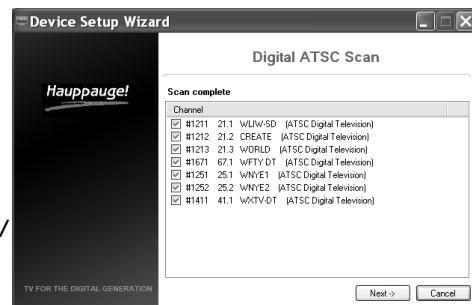 Device Setup Wizard
Hauppauge!
TV FOR THE DIGITAL GENERATION
Digital ATSC Scan
Scan complete
Channel
#1211 21.1 WLIW-SD (ATSC Digital Television)
#1212 21.2 CREATE (ATSC Digital Television)
#1213 21.3 WORLD (ATSC Digital Television)
#1671 67.1 WFTY DT (ATSC Digital Television)
#1251 25.1 WNYE1 (ATSC Digital Television)
#1252 25.2 WNYE2 (ATSC Digital Television)
#1411 41.1 WXTV-DT (ATSC Digital Television)
Next ->
Cancel